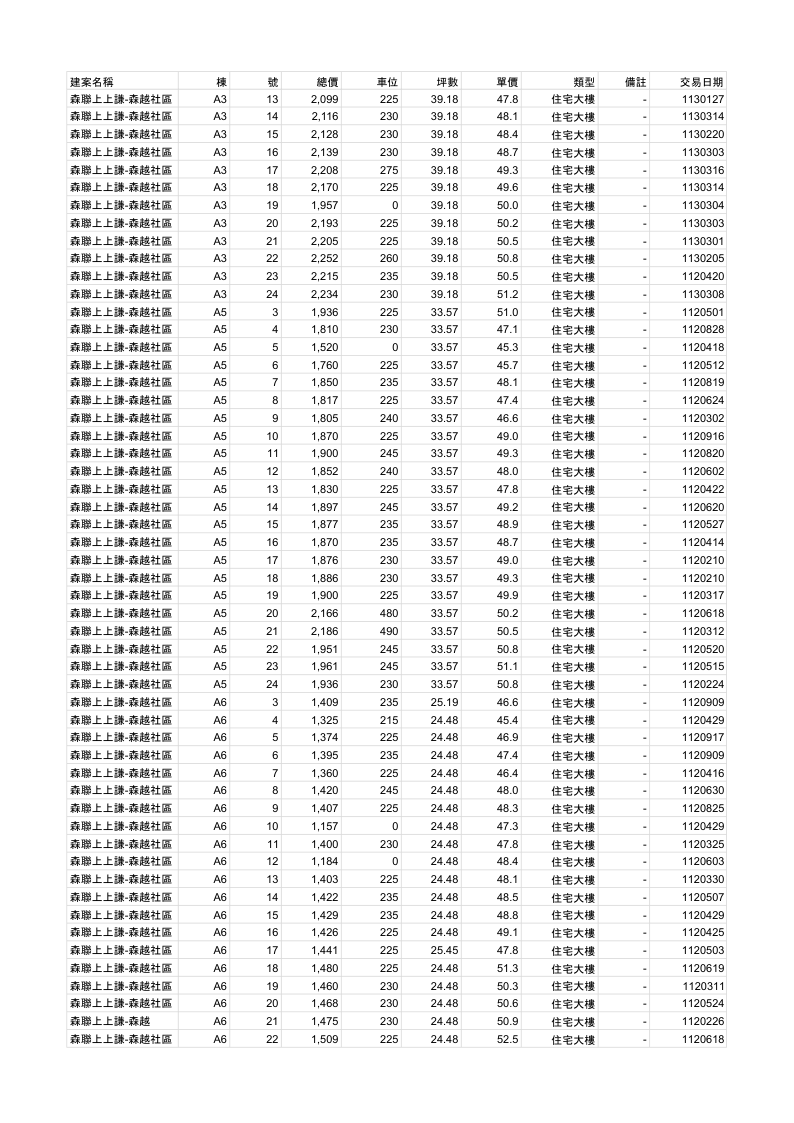 建案名稱 棟 號 總價 車位 坪數 單價 類型 備註 交易日期
森聯上上謙-森越社區 A3 13 2,099 225 39.18 47.8 住宅大樓 - 1130127
森聯上上謙-森越社區 A3 14 2,116 230 39.18 48.1 住宅大樓 - 1130314
森聯上上謙-森越社區 A3 15 2,128 230 39.18 48.4 住宅大樓 - 1130220
森聯上上謙-森越社區 A3 16 2,139 230 39.18 48.7 住宅大樓 - 1130303
森聯上上謙-森越社區 A3 17 2,208 275 39.18 49.3 住宅大樓 - 1130316
森聯上上謙-森越社區 A3 18 2,170 225 39.18 49.6 住宅大樓 - 1130314
森聯上上謙-森越社區 A3 19 1,957 0 39.18 50.0 住宅大樓 - 1130304
森聯上上謙-森越社區 A3 20 2,193 225 39.18 50.2 住宅大樓 - 1130303
森聯上上謙-森越社區 A3 21 2,205 225 39.18 50.5 住宅大樓 - 1130301
森聯上上謙-森越社區 A3 22 2,252 260 39.18 50.8 住宅大樓 - 1130205
森聯上上謙-森越社區 A3 23 2,215 235 39.18 50.5 住宅大樓 - 1120420
森聯上上謙-森越社區 A3 24 2,234 230 39.18 51.2 住宅大樓 - 1130308
森聯上上謙-森越社區 A5 3 1,936 225 33.57 51.0 住宅大樓 - 1120501
森聯上上謙-森越社區 A5 4 1,810 230 33.57 47.1 住宅大樓 - 1120828
森聯上上謙-森越社區 A5 5 1,520 0 33.57 45.3 住宅大樓 - 1120418
森聯上上謙-森越社區 A5 6 1,760 225 33.57 45.7 住宅大樓 - 1120512
森聯上上謙-森越社區 A5 7 1,850 235 33.57 48.1 住宅大樓 - 1120819
森聯上上謙-森越社區 A5 8 1,817 225 33.57 47.4 住宅大樓 - 1120624
森聯上上謙-森越社區 A5 9 1,805 240 33.57 46.6 住宅大樓 - 1120302
森聯上上謙-森越社區 A5 10 1,870 225 33.57 49.0 住宅大樓 - 1120916
森聯上上謙-森越社區 A5 11 1,900 245 33.57 49.3 住宅大樓 - 1120820
森聯上上謙-森越社區 A5 12 1,852 240 33.57 48.0 住宅大樓 - 1120602
森聯上上謙-森越社區 A5 13 1,830 225 33.57 47.8 住宅大樓 - 1120422
森聯上上謙-森越社區 A5 14 1,897 245 33.57 49.2 住宅大樓 - 1120620
森聯上上謙-森越社區 A5 15 1,877 235 33.57 48.9 住宅大樓 - 1120527
森聯上上謙-森越社區 A5 16 1,870 235 33.57 48.7 住宅大樓 - 1120414
森聯上上謙-森越社區 A5 17 1,876 230 33.57 49.0 住宅大樓 - 1120210
森聯上上謙-森越社區 A5 18 1,886 230 33.57 49.3 住宅大樓 - 1120210
森聯上上謙-森越社區 A5 19 1,900 225 33.57 49.9 住宅大樓 - 1120317
森聯上上謙-森越社區 A5 20 2,166 480 33.57 50.2 住宅大樓 - 1120618
森聯上上謙-森越社區 A5 21 2,186 490 33.57 50.5 住宅大樓 - 1120312
森聯上上謙-森越社區 A5 22 1,951 245 33.57 50.8 住宅大樓 - 1120520
森聯上上謙-森越社區 A5 23 1,961 245 33.57 51.1 住宅大樓 - 1120515
森聯上上謙-森越社區 A5 24 1,936 230 33.57 50.8 住宅大樓 - 1120224
森聯上上謙-森越社區 A6 3 1,409 235 25.19 46.6 住宅大樓 - 1120909
森聯上上謙-森越社區 A6 4 1,325 215 24.48 45.4 住宅大樓 - 1120429
森聯上上謙-森越社區 A6 5 1,374 225 24.48 46.9 住宅大樓 - 1120917
森聯上上謙-森越社區 A6 6 1,395 235 24.48 47.4 住宅大樓 - 1120909
森聯上上謙-森越社區 A6 7 1,360 225 24.48 46.4 住宅大樓 - 1120416
森聯上上謙-森越社區 A6 8 1,420 245 24.48 48.0 住宅大樓 - 1120630
森聯上上謙-森越社區 A6 9 1,407 225 24.48 48.3 住宅大樓 - 1120825
森聯上上謙-森越社區 A6 10 1,157 0 24.48 47.3 住宅大樓 - 1120429
森聯上上謙-森越社區 A6 11 1,400 230 24.48 47.8 住宅大樓 - 1120325
森聯上上謙-森越社區 A6 12 1,184 0 24.48 48.4 住宅大樓 - 1120603
森聯上上謙-森越社區 A6 13 1,403 225 24.48 48.1 住宅大樓 - 1120330
森聯上上謙-森越社區 A6 14 1,422 235 24.48 48.5 住宅大樓 - 1120507
森聯上上謙-森越社區 A6 15 1,429 235 24.48 48.8 住宅大樓 - 1120429
森聯上上謙-森越社區 A6 16 1,426 225 24.48 49.1 住宅大樓 - 1120425
森聯上上謙-森越社區 A6 17 1,441 225 25.45 47.8 住宅大樓 - 1120503
森聯上上謙-森越社區 A6 18 1,480 225 24.48 51.3 住宅大樓 - 1120619
森聯上上謙-森越社區 A6 19 1,460 230 24.48 50.3 住宅大樓 - 1120311
森聯上上謙-森越社區 A6 20 1,468 230 24.48 50.6 住宅大樓 - 1120524
森聯上上謙-森越 A6 21 1,475 230 24.48 50.9 住宅大樓 - 1120226
森聯上上謙-森越社區 A6 22 1,509 225 24.48 52.5 住宅大樓 - 1120618